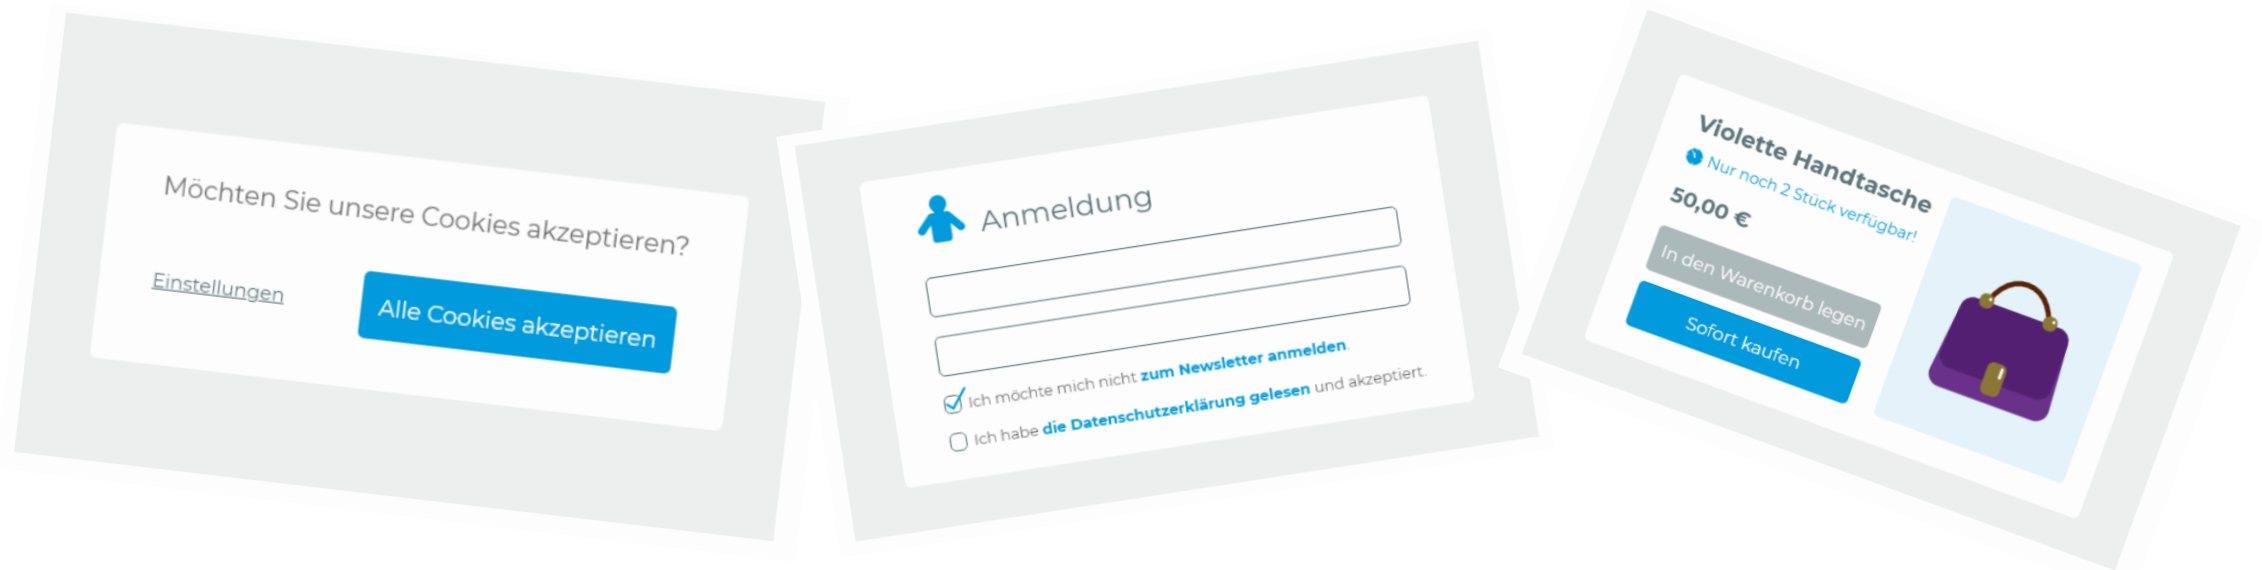 Möchten Sie unsere Cookies akzeptieren?
Einstellungen
Alle Cookies akzeptieren
Anmeldung
Ich möchte mich nicht zum Newsletter anmelden.
Ich habe die Datenschutzerklärung gelesen und akzeptiert.
Violette Handtasche
Nur noch 2 Stück verfügbar!
50,00 €
In den Warenkorb legen
Sofort kaufen